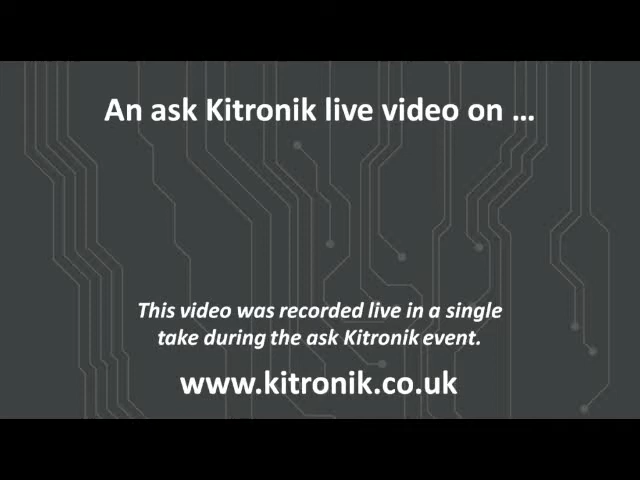 An ask Kitronik live video on ...
This video was recorded live in a single
take during the ask Kitronik event.
www.kitronik.co.uk